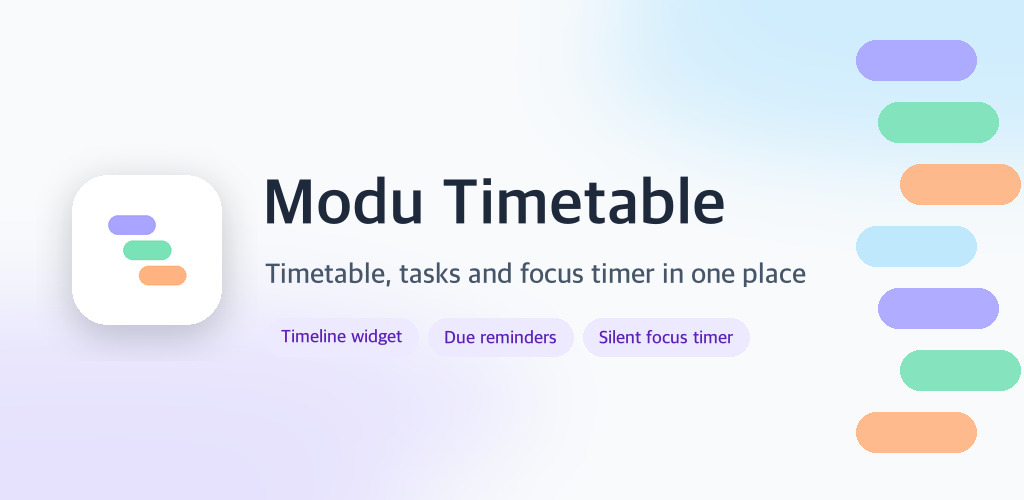 Modu Timetable
Timetable, tasks and focus timer in one place
Timeline widget
Due reminders
Silent focus timer